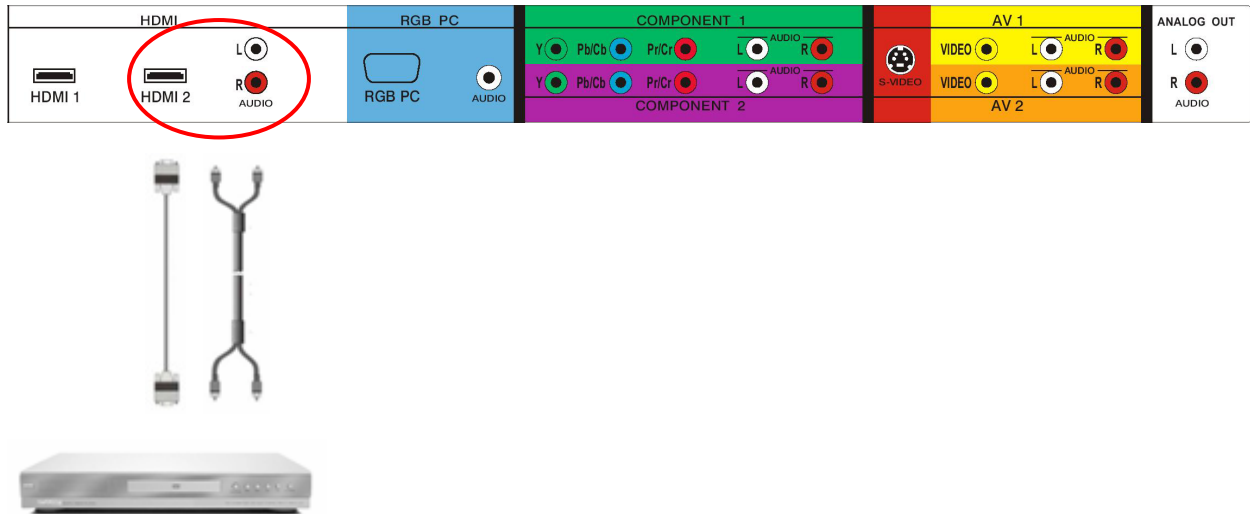 HDMI
HDMI 1
HDMI 2
L
R
AUDIO
RGB PC
RGB PC
AUDIO
COMPONENT 1
Y Pb/Cb Pr/Cr L AUDIO R
Y Pb/Cb Pr/Cr L AUDIO R
COMPONENT 2
S-VIDEO
AV 1
VIDEO L AUDIO R
VIDEO L AUDIO R
AV 2
ANALOG OUT
L
R
AUDIO